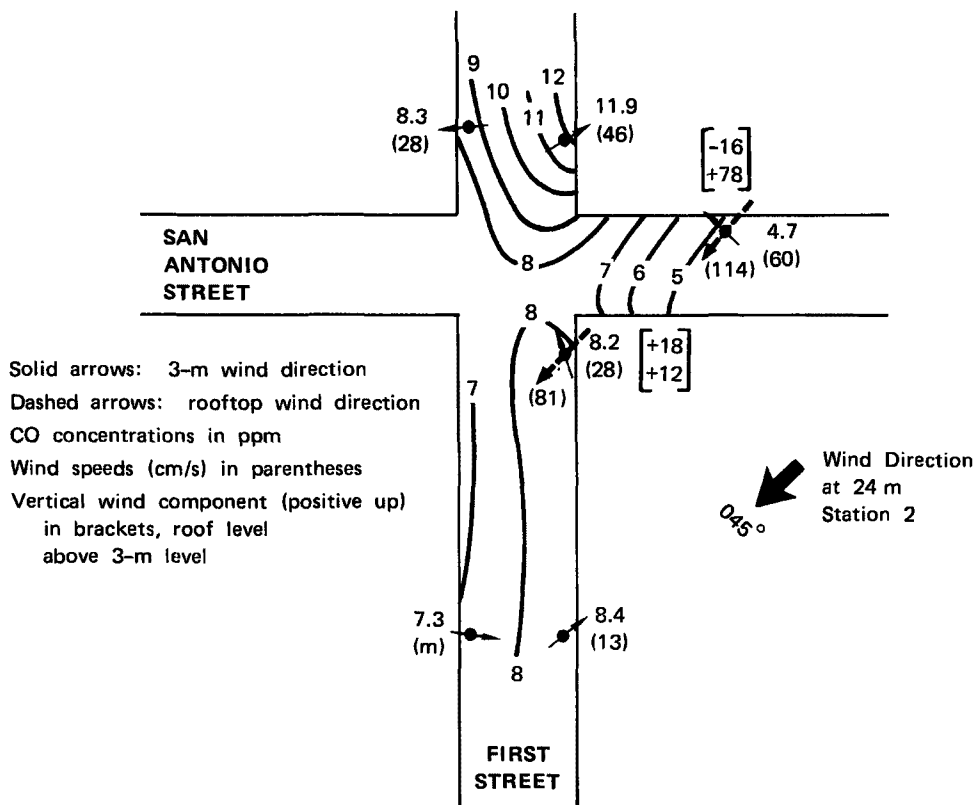 9
10
12
11
8.3
(28)
11.9
(46)
-16
+78
SAN
ANTONIO
STREET
8
7
6
5
(114)
4.7
(60)
8
8.2
(28)
+18
+12
(81)
7
Solid arrows: 3-m wind direction
Dashed arrows: rooftop wind direction
CO concentrations in ppm
Wind speeds (cm/s) in parentheses
Vertical wind component (positive up)
in brackets, roof level
above 3-m level
045°
Wind Direction
at 24 m
Station 2
7.3
(m)
8.4
(13)
8
FIRST
STREET